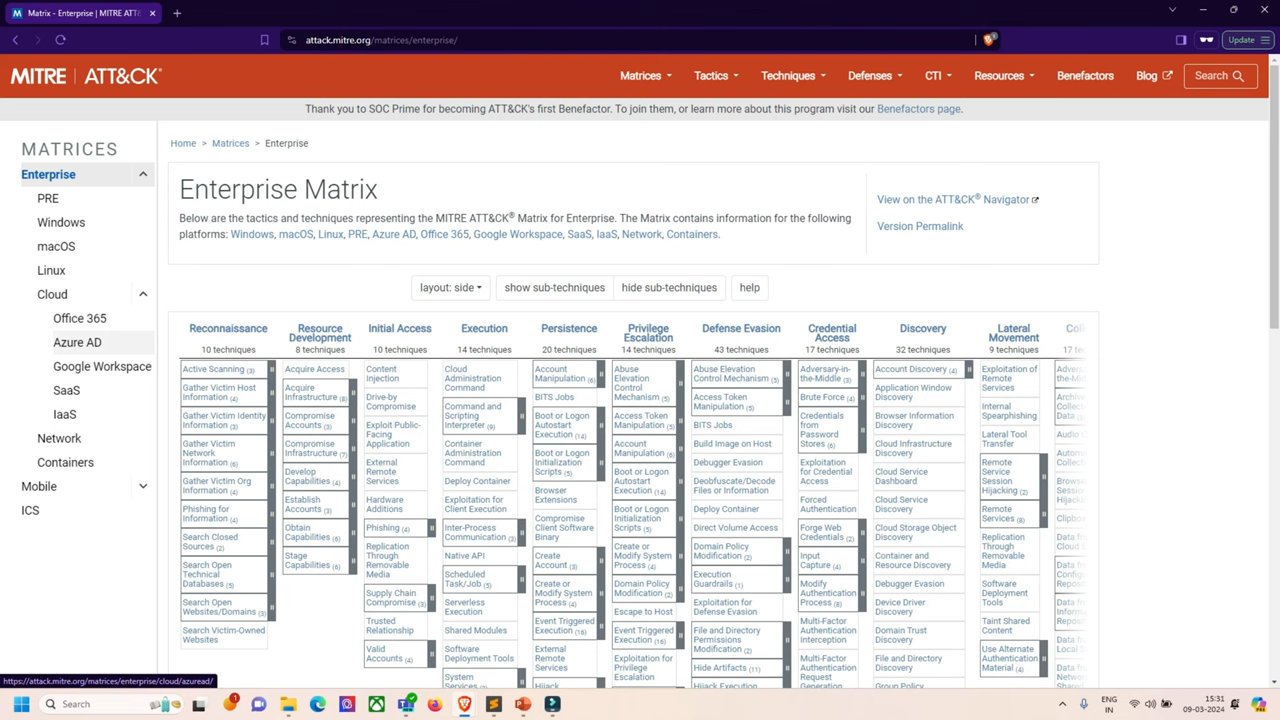 Matrix - Enterprise | MITRE ATT
attack.mitre.org/matrices/enterprise/
Update
MITRE | ATT&CK®
Matrices
Tactics
Techniques
Defenses
CTI
Resources
Benefactors
Blog
Search
Thank you to SOC Prime for becoming ATT&CK's first Benefactor. To join them, or learn more about this program visit our Benefactors page.
MATRICES
Enterprise
PRE
Windows
macOS
Linux
Cloud
Office 365
Azure AD
Google Workspace
SaaS
IaaS
Network
Containers
Mobile
ICS
Home > Matrices > Enterprise
Enterprise Matrix
Below are the tactics and techniques representing the MITRE ATT&CK® Matrix for Enterprise. The Matrix contains information for the following
platforms: Windows, macOS, Linux, PRE, Azure AD, Office 365, Google Workspace, SaaS, IaaS, Network, Containers.
View on the ATT&CK® Navigator
Version Permalink
layout: side
show sub-techniques
hide sub-techniques
help
Reconnaissance
10 techniques
Active Scanning (3)
Gather Victim Host
Information (4)
Gather Victim Identity
Information (3)
Gather Victim
Network
Information (6)
Gather Victim Org
Information (4)
Phishing for
Information (4)
Search Closed
Sources (2)
Search Open
Technical
Databases (5)
Search Open
Websites/Domains (3)
Search Victim-Owned
Websites
Resource
Development
8 techniques
Acquire Access
Acquire
Infrastructure (8)
Compromise
Accounts (3)
Compromise
Infrastructure (7)
Develop
Capabilities (4)
Establish
Accounts (3)
Obtain
Capabilities (6)
Stage
Capabilities (6)
Initial Access
10 techniques
Content
Injection
Drive-by
Compromise
Exploit Public-
Facing
Application
External
Remote
Services
Hardware
Additions
Phishing (4)
Replication
Through
Removable
Media
Supply Chain
Compromise (3)
Trusted
Relationship
Valid
Accounts (4)
Execution
14 techniques
Cloud
Administration
Command
Command and
Scripting
Interpreter (9)
Container
Administration
Command
Deploy Container
Exploitation for
Client Execution
Inter-Process
Communication (3)
Native API
Scheduled
Task/Job (5)
Serverless
Execution
Shared Modules
Software
Deployment Tools
System
Services (2)
Persistence
20 techniques
Account
Manipulation (6)
BITS Jobs
Boot or Logon
Autostart
Execution (14)
Boot or Logon
Initialization
Scripts (5)
Browser
Extensions
Compromise
Client Software
Binary
Create
Account (3)
Create or
Modify System
Process (4)
Event Triggered
Execution (16)
External
Remote
Services
Hijack
Privilege
Escalation
14 techniques
Abuse
Elevation
Control
Mechanism (5)
Access Token
Manipulation (5)
Account
Manipulation (6)
Boot or Logon
Autostart
Execution (14)
Boot or Logon
Initialization
Scripts (5)
Create or
Modify System
Process (4)
Domain Policy
Modification (2)
Escape to Host
Event Triggered
Execution (16)
Exploitation for
Privilege
Escalation
Defense Evasion
43 techniques
Abuse Elevation
Control Mechanism (5)
Access Token
Manipulation (5)
BITS Jobs
Build Image on Host
Debugger Evasion
Deobfuscate/Decode
Files or Information
Deploy Container
Direct Volume Access
Domain Policy
Modification (2)
Execution
Guardrails (1)
Exploitation for
Defense Evasion
File and Directory
Permissions
Modification (2)
Hide Artifacts (11)
Hijack Execution
Credential
Access
17 techniques
Adversary-in-
the-Middle (3)
Brute Force (4)
Credentials
from
Password
Stores (6)
Exploitation
for Credential
Access
Forced
Authentication
Forge Web
Credentials (2)
Input
Capture (4)
Modify
Authentication
Process (8)
Multi-Factor
Authentication
Interception
Multi-Factor
Authentication
Request
Generation
Discovery
32 techniques
Account Discovery (4)
Application Window
Discovery
Browser Information
Discovery
Cloud Infrastructure
Discovery
Cloud Service
Dashboard
Cloud Service
Discovery
Cloud Storage Object
Discovery
Container and
Resource Discovery
Debugger Evasion
Device Driver
Discovery
Domain Trust
Discovery
File and Directory
Discovery
Group Policy
Lateral
Movement
9 techniques
Exploitation of
Remote
Services
Internal
Spearphishing
Lateral Tool
Transfer
Remote
Service
Session
Hijacking (2)
Remote
Services (8)
Replication
Through
Removable
Media
Software
Deployment
Tools
Taint Shared
Content
Use Alternate
Authentication
Material (4)
17
https://attack.mitre.org/matrices/enterprise/cloud/azuread/
Search
ENG
IN
15:31
09-03-2024